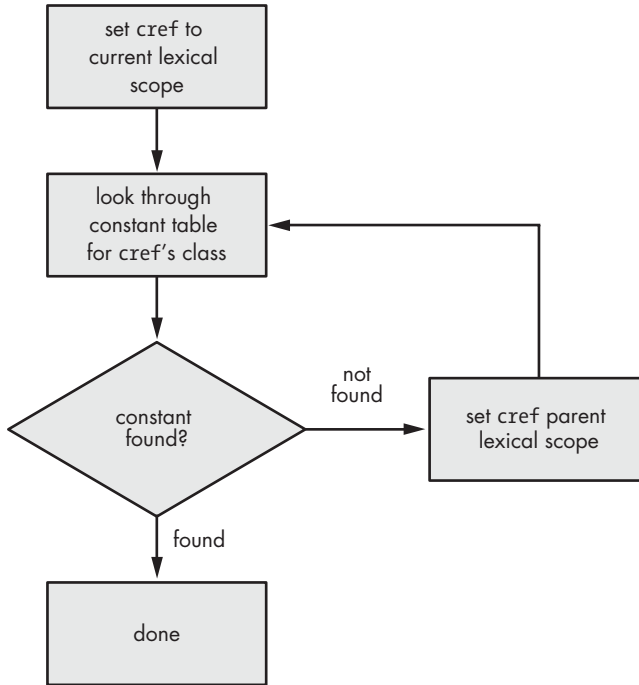 set cref to
current lexical
scope
look through
constant table
for cref's class
constant
found?
not
found
set cref parent
lexical scope
found
done